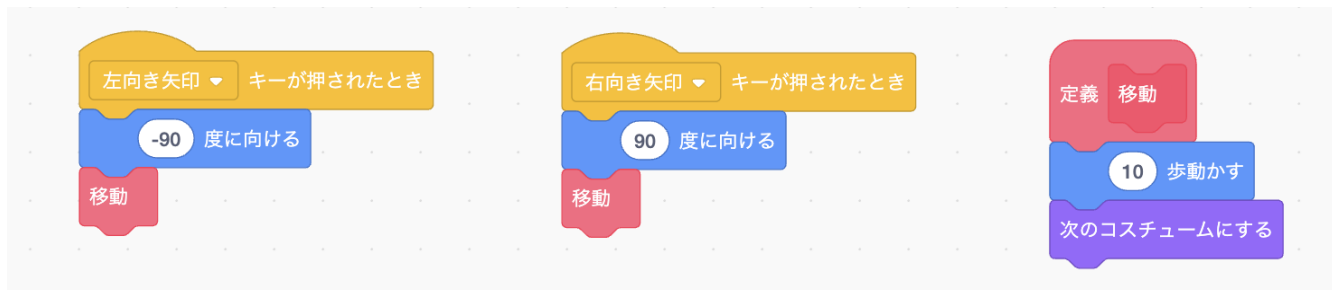 左向き矢印 キーが押されたとき
-90 度に向ける
移動
右向き矢印 キーが押されたとき
90 度に向ける
移動
定義 移動
10 歩動かす
次のコスチュームにする